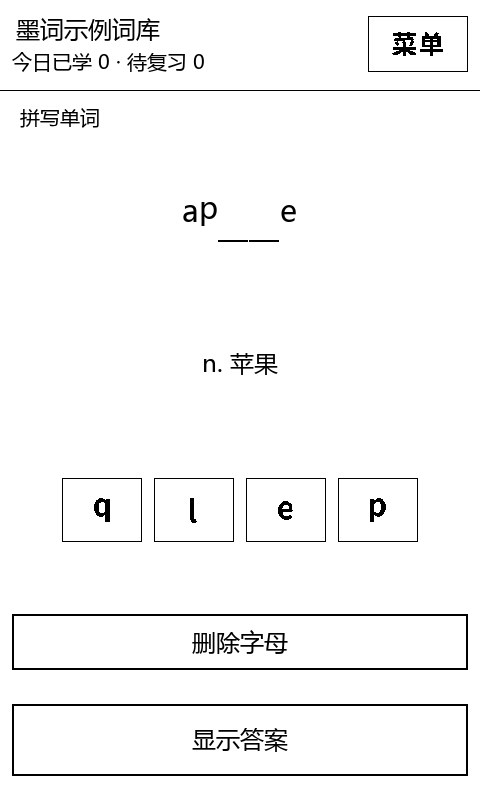 墨词示例词库
今日已学 0 · 待复习 0
菜单
拼写单词
ap__e
n. 苹果
q l e p
删除字母
显示答案